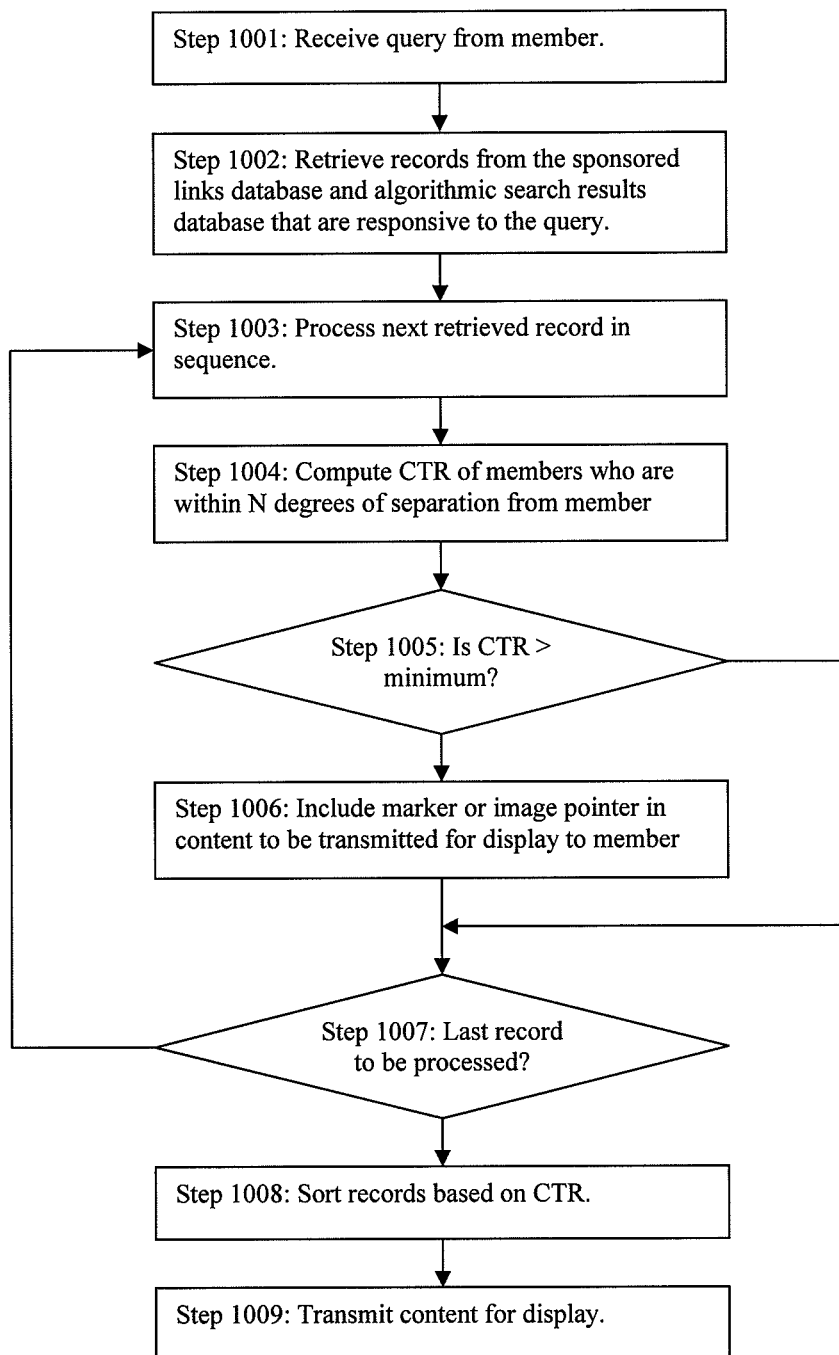 Step 1001: Receive query from member.
Step 1002: Retrieve records from the sponsored
links database and algorithmic search results
database that are responsive to the query.
Step 1003: Process next retrieved record in
sequence.
Step 1004: Compute CTR of members who are
within N degrees of separation from member
Step 1005: Is CTR >
minimum?
Step 1006: Include marker or image pointer in
content to be transmitted for display to member
Step 1007: Last record
to be processed?
Step 1008: Sort records based on CTR.
Step 1009: Transmit content for display.